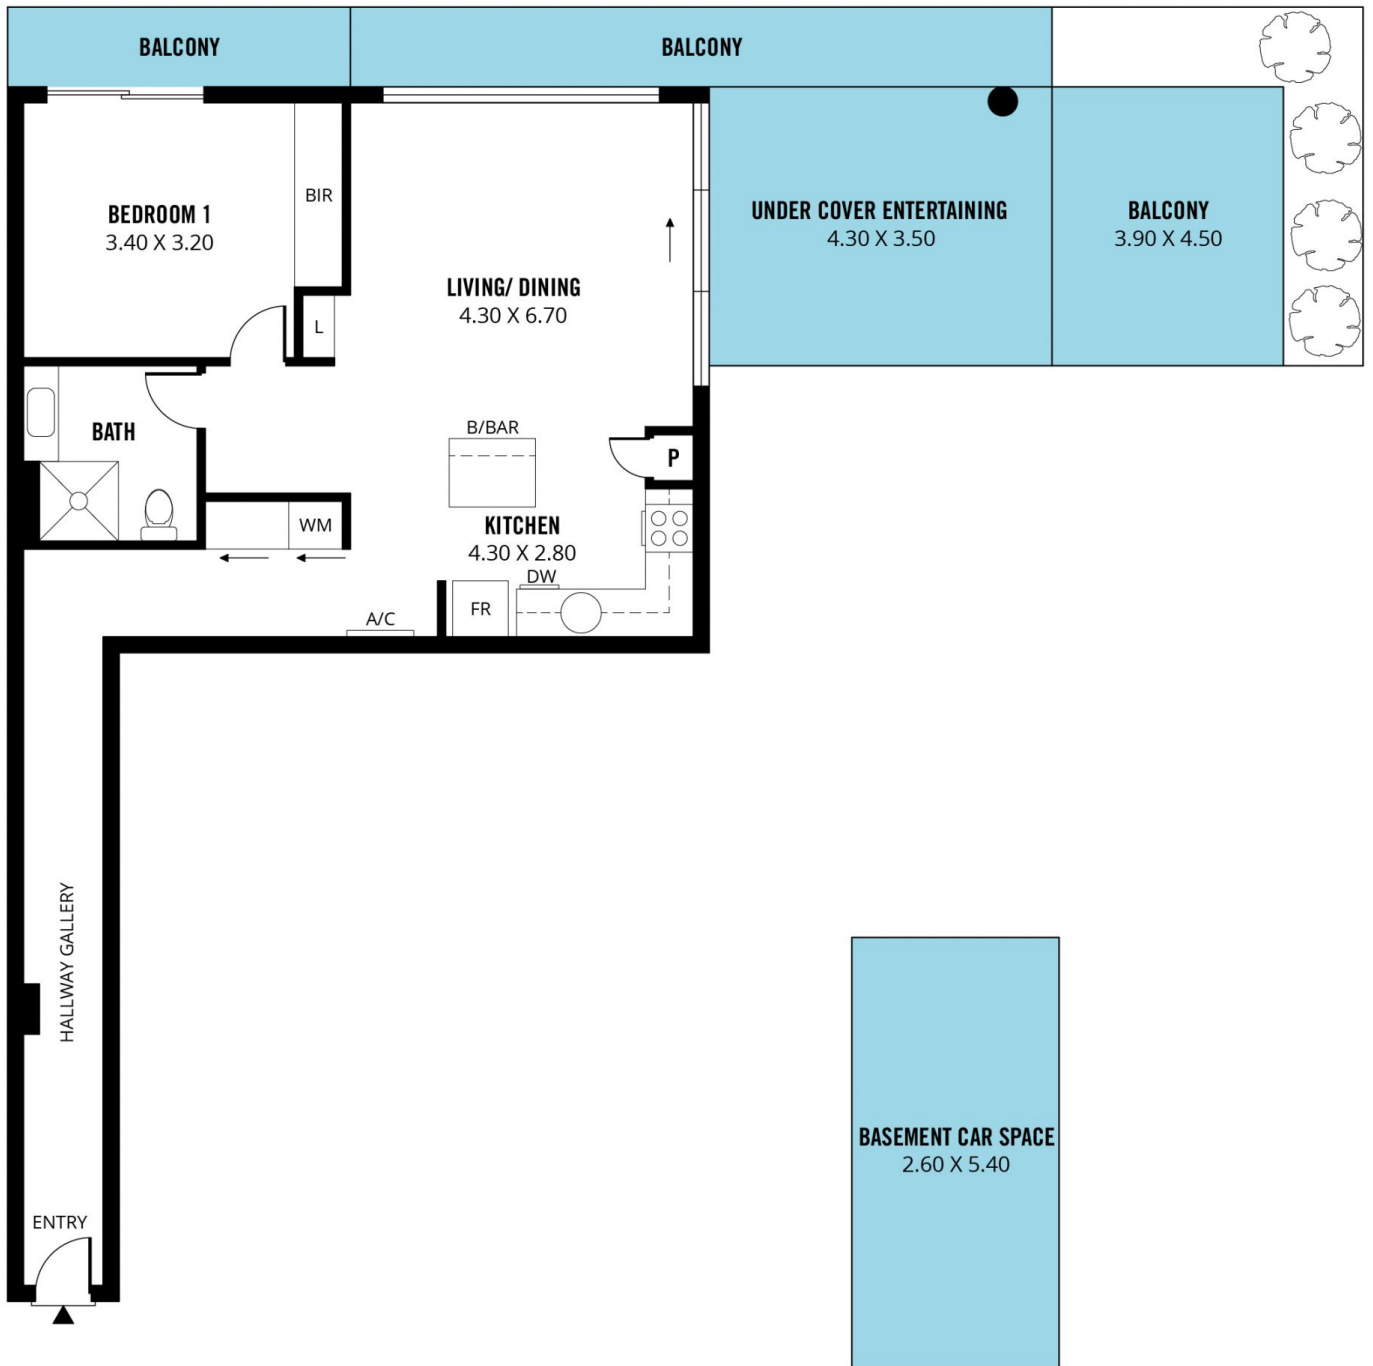 BALCONY
BALCONY
BIR
BEDROOM 1
3.40 X 3.20
UNDER COVER ENTERTAINING
4.30 X 3.50
BALCONY
3.90 X 4.50
LIVING/ DINING
4.30 X 6.70
L
BATH
B/BAR
P
WM
KITCHEN
4.30 X 2.80
DW
FR
A/C
HALLWAY GALLERY
BASEMENT CAR SPACE
2.60 X 5.40
ENTRY